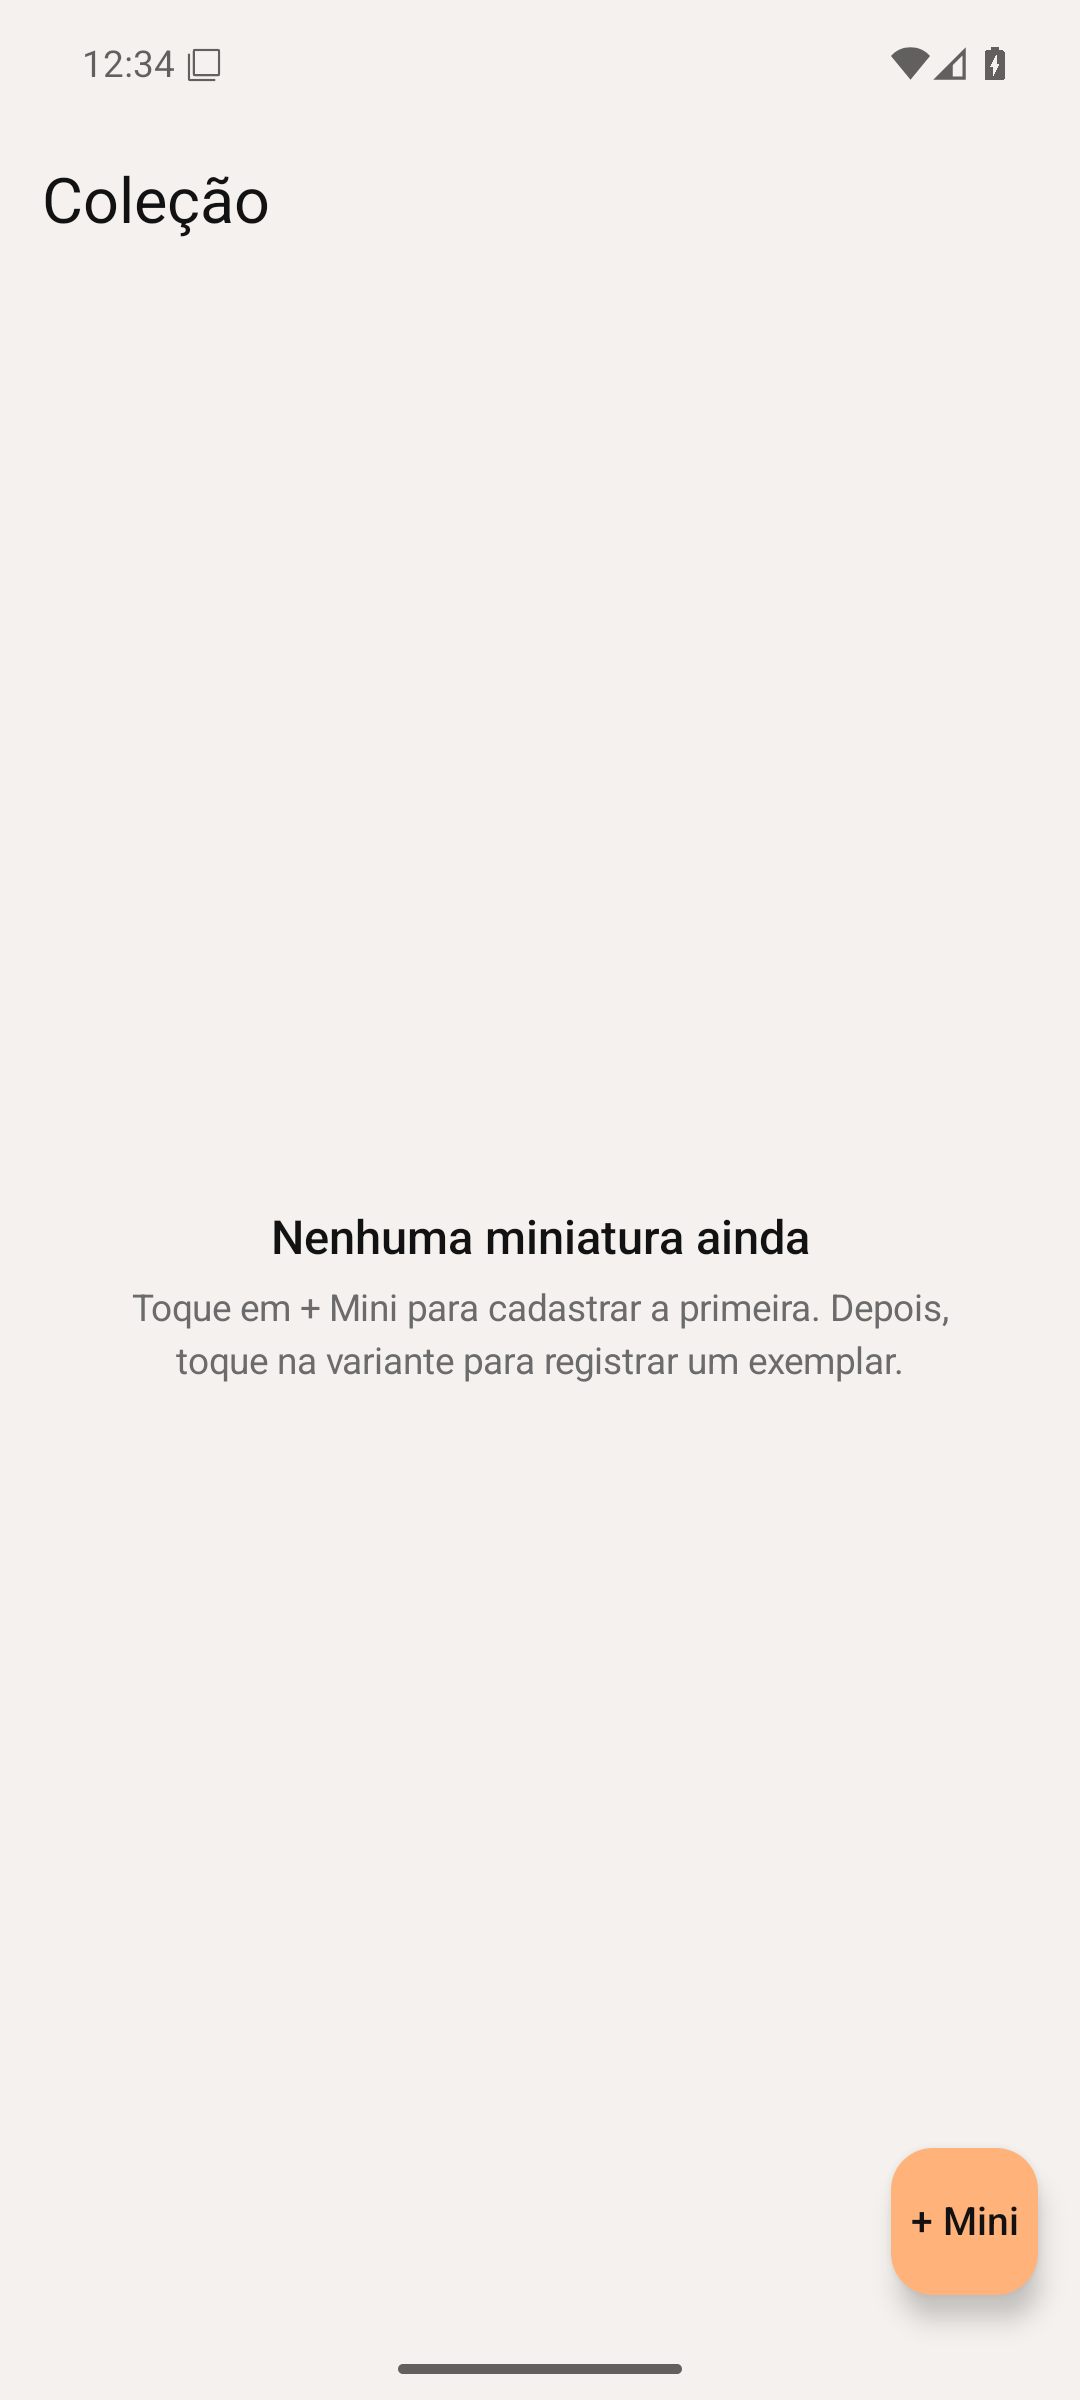 12:34
Coleção
Nenhuma miniatura ainda
Toque em + Mini para cadastrar a primeira. Depois,
toque na variante para registrar um exemplar.
+ Mini